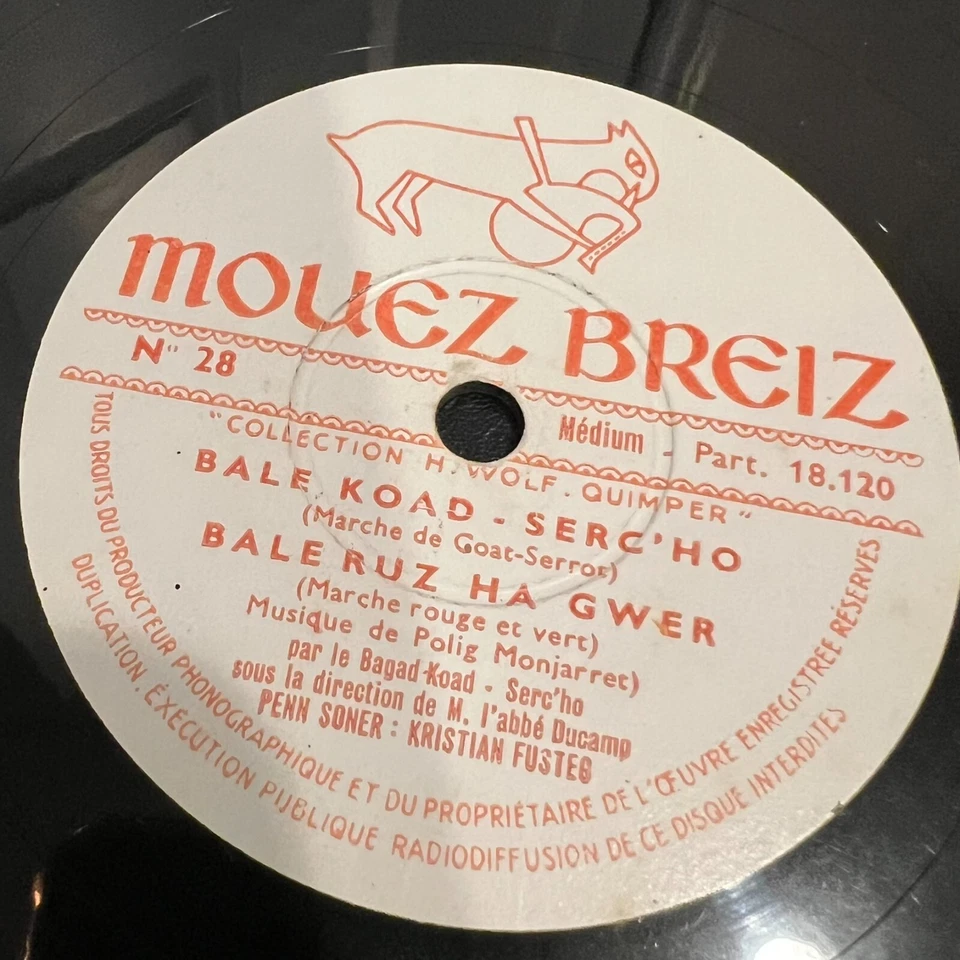 MOUEZ BREIZ
N° 28
Médium - Part. 18.120
"COLLECTION H. WOLF - QUIMPER"
BALE KOAD - SERC'HO
(Marche de Goat-Serrot)
BALE RUZ HA GWER
(Marche rouge et vert)
Musique de Polig Monjarret)
par le Bagad-Koad - Serc'ho
sous la direction de M. l'abbé Ducamp
PENN SONER : KRISTIAN FUSTEG
TOUS DROITS DU PRODUCTEUR PHONOGRAPHIQUE ET DU PROPRIÉTAIRE DE L'ŒUVRE ENREGISTRÉE RÉSERVÉS
DUPLICATION. ÉXECUTION PUBLIQUE RADIODIFFUSION DE CE DISQUE INTERDITES